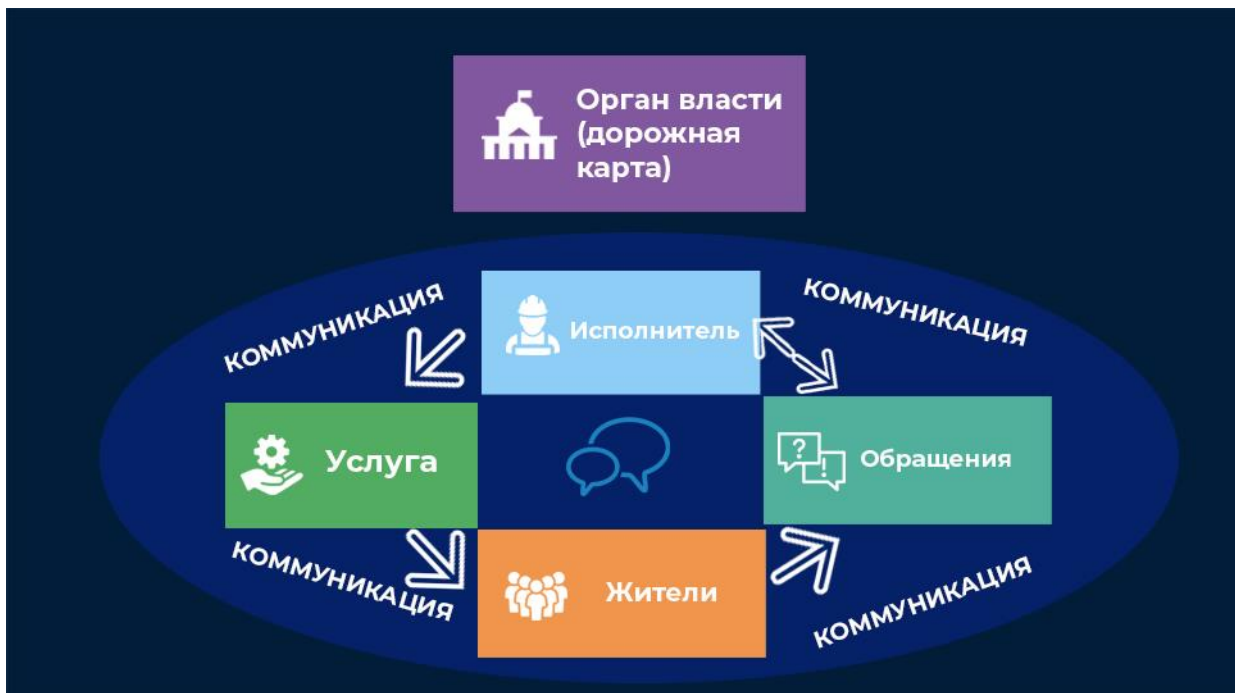 Орган власти
(дорожная
карта)
КОММУНИКАЦИЯ
Исполнитель
КОММУНИКАЦИЯ
Услуга
? !
Обращения
КОММУНИКАЦИЯ
Жители
КОММУНИКАЦИЯ